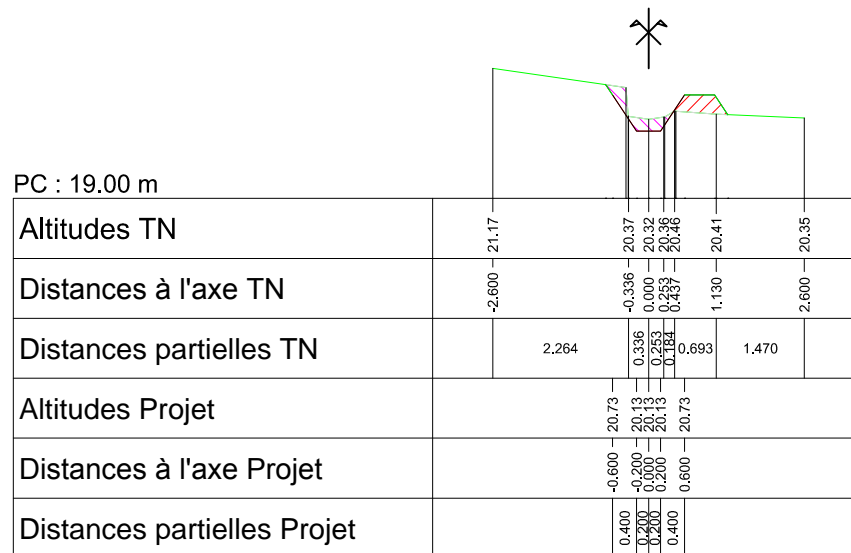 PC : 19.00 m
Altitudes TN
21.17 20.37 20.32 20.36 20.46 20.41 20.35
Distances à l'axe TN
-2.600 -0.336 0.000 0.253 0.437 1.130 2.600
Distances partielles TN
2.264 0.336 0.253 0.184 0.693 1.470
Altitudes Projet
20.73 20.13 20.13 20.13 20.73
Distances à l'axe Projet
-0.600 -0.200 0.000 0.200 0.600
Distances partielles Projet
0.400 0.200 0.200 0.400